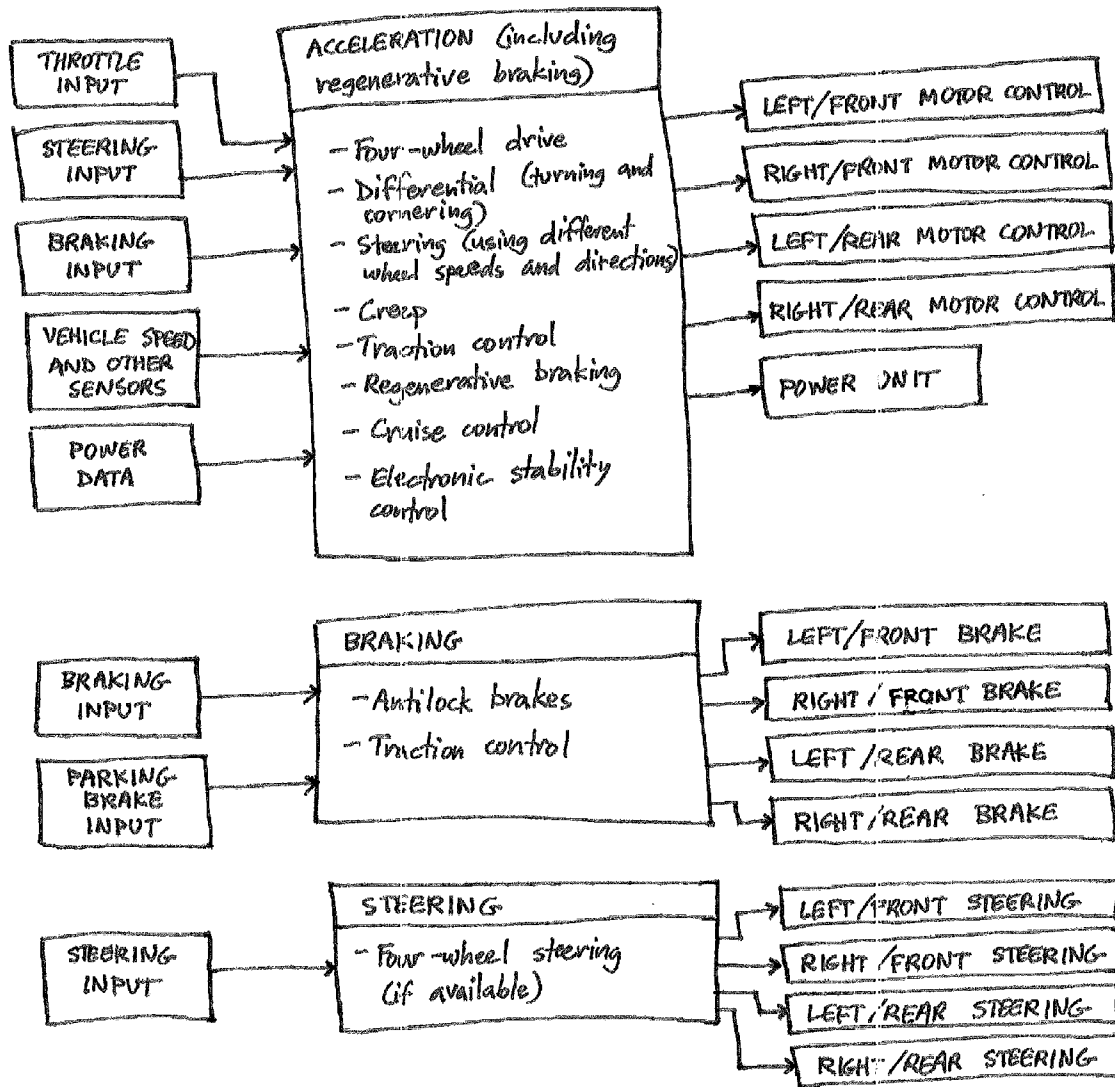 THROTTLE
INPUT
STEERING
INPUT
BRAKING
INPUT
VEHICLE SPEED
AND OTHER
SENSORS
POWER
DATA
ACCELERATION (including
regenerative braking)
- Four-wheel drive
- Differential (turning and
cornering)
- Steering (using different
wheel speeds and directions)
- Creep
- Traction control
- Regenerative braking
- Cruise control
- Electronic stability
control
LEFT/FRONT MOTOR CONTROL
RIGHT/FRONT MOTOR CONTROL
LEFT/REAR MOTOR CONTROL
RIGHT/REAR MOTOR CONTROL
POWER UNIT
BRAKING
INPUT
PARKING
BRAKE
INPUT
BRAKING
- Antilock brakes
- Traction control
LEFT/FRONT BRAKE
RIGHT/FRONT BRAKE
LEFT/REAR BRAKE
RIGHT/REAR BRAKE
STEERING
INPUT
STEERING
- Four-wheel steering
(if available)
LEFT/FRONT STEERING
RIGHT/FRONT STEERING
LEFT/REAR STEERING
RIGHT/REAR STEERING